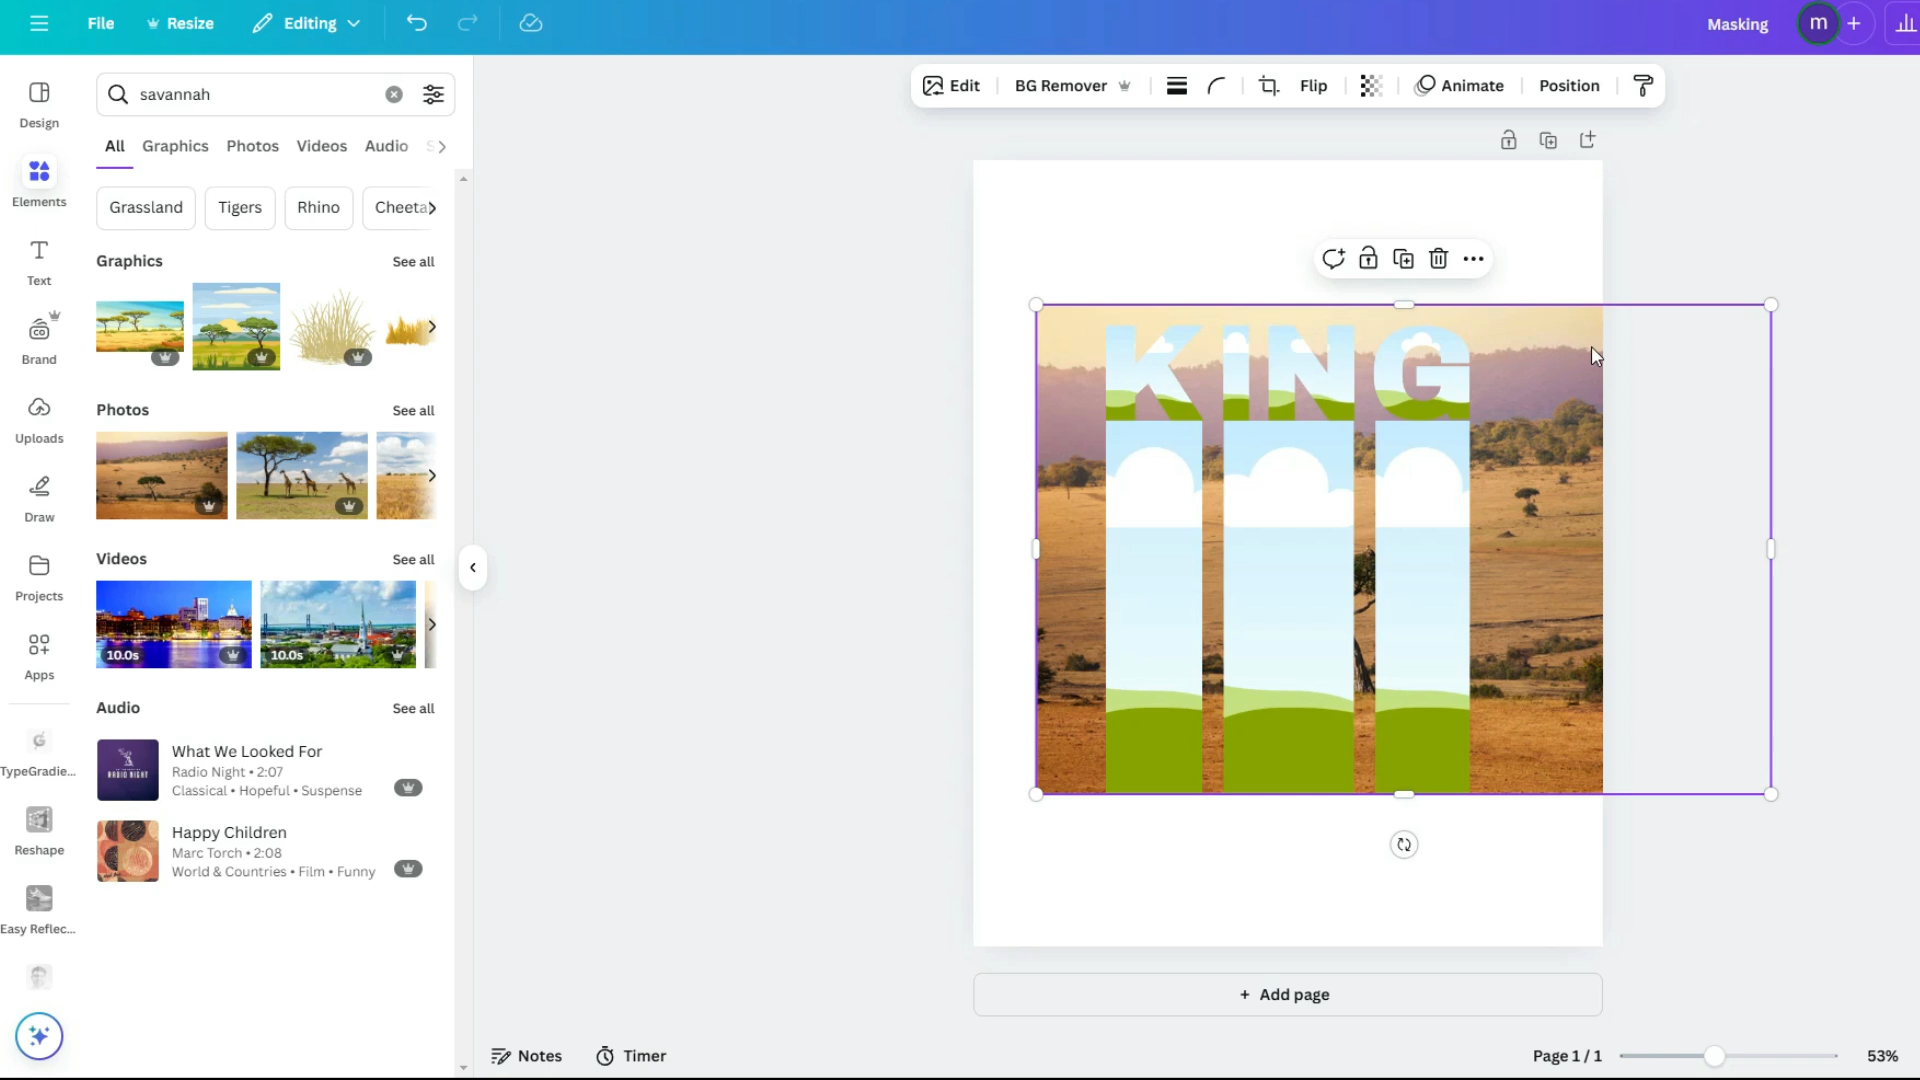 File
Resize
Editing
Masking
m
savannah
Edit
BG Remover
Flip
Animate
Position
Design
Elements
Text
Brand
Uploads
Draw
Projects
Apps
TypeGradie...
Reshape
Easy Reflec...
All Graphics Photos Videos Audio S
Grassland Tigers Rhino Cheeta
Graphics See all
Photos See all
Videos See all
10.0s 10.0s
Audio See all
What We Looked For
Radio Night • 2:07
Classical • Hopeful • Suspense
Happy Children
Marc Torch • 2:08
World & Countries • Film • Funny
KING
+ Add page
Notes
Timer
Page 1 / 1
53%